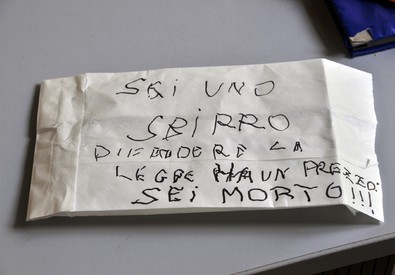 SEI UNO
SBIRRO
DIFENDERE LA
LEGGE HA UN PREZZO:
SEI MORTO!!!